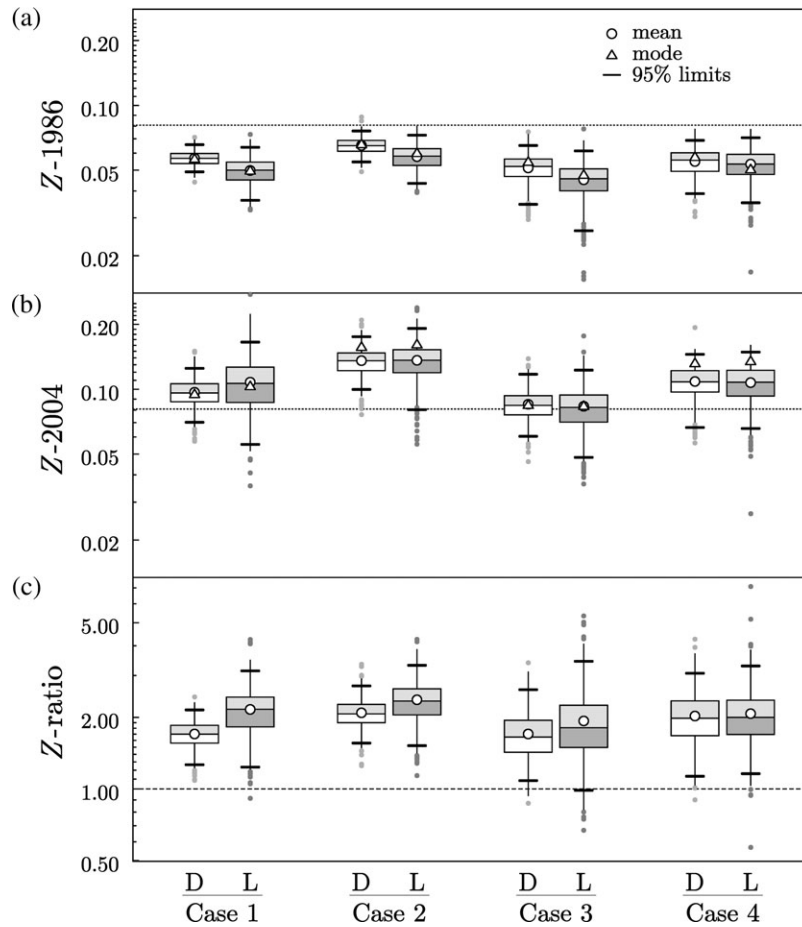 (a)
0.20
0.10
0.05
0.02
Z-1986
mean
mode
95% limits
(b)
0.20
0.10
0.05
0.02
Z-2004
(c)
5.00
2.00
1.00
0.50
Z-ratio
D L D L D L D L
Case 1 Case 2 Case 3 Case 4